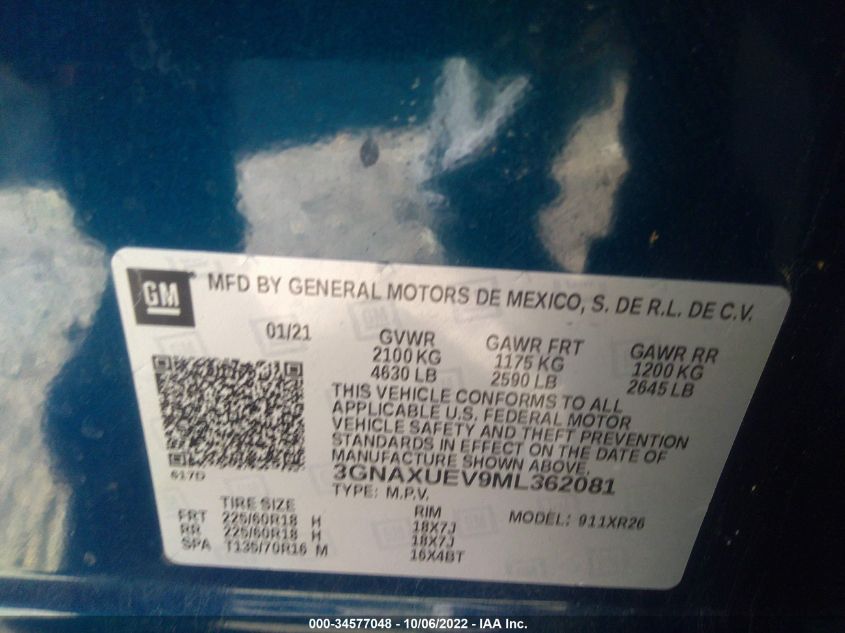 GM
MFD BY GENERAL MOTORS DE MEXICO, S. DE R.L. DE C.V.
01/21
GVWR
2100 KG
4630 LB
GAWR FRT
1175 KG
2590 LB
GAWR RR
1200 KG
2645 LB
THIS VEHICLE CONFORMS TO ALL
APPLICABLE U.S. FEDERAL MOTOR
VEHICLE SAFETY AND THEFT PREVENTION
STANDARDS IN EFFECT ON THE DATE OF
MANUFACTURE SHOWN ABOVE.
617D
3GNAXUEV9ML362081
TYPE: M.P.V.
MODEL: 911XR26
TIRE SIZE RIM
FRT 225/60R18 H 18X7J
RR 225/60R18 H 18X7J
SPA T135/70R16 M 16X4BT
000-34577048 - 10/06/2022 - IAA Inc.